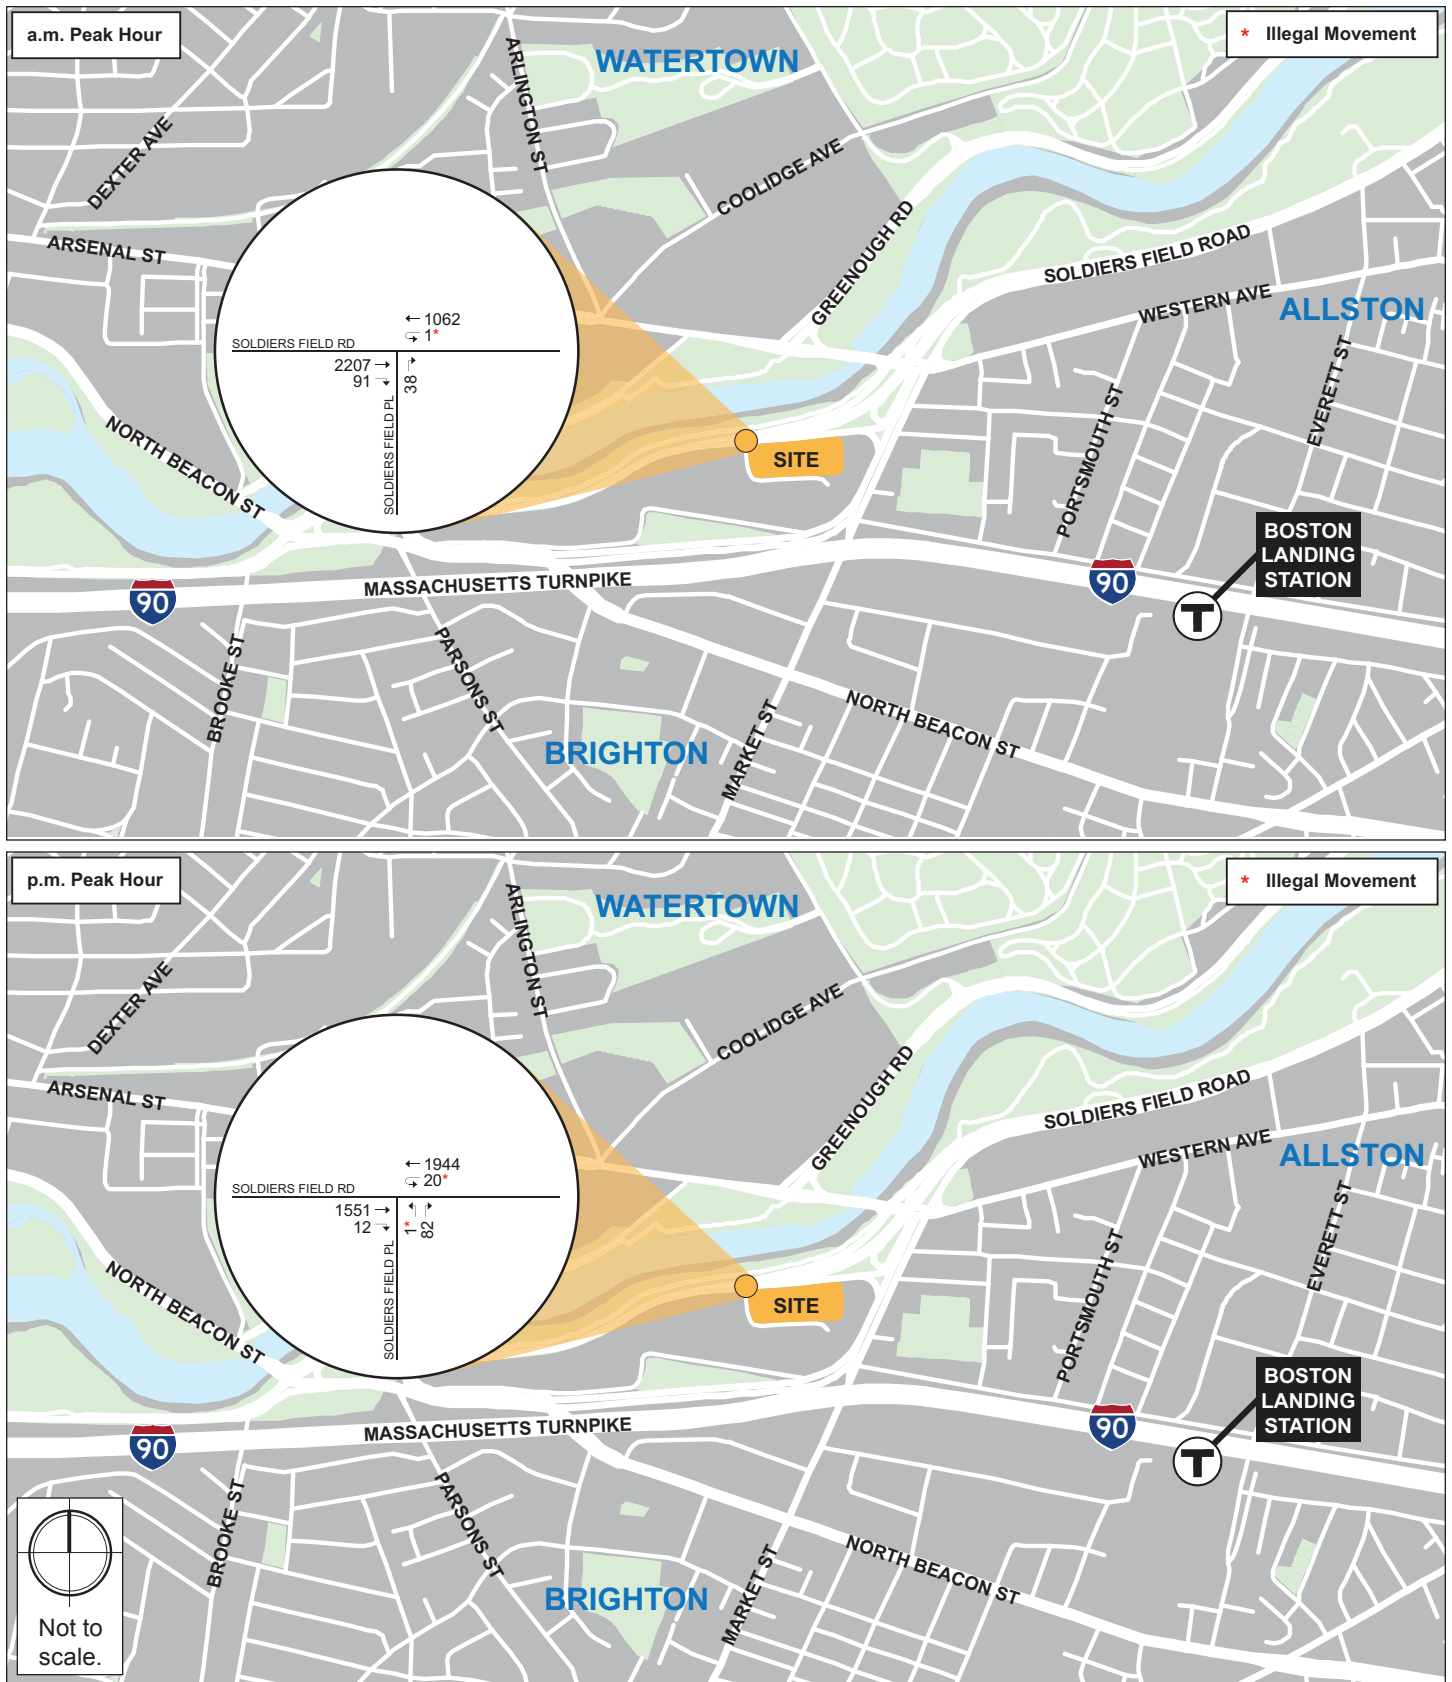 a.m. Peak Hour
* Illegal Movement
WATERTOWN
ARLINGTON ST
DEXTER AVE
COOLIDGE AVE
ARSENAL ST
GREENOUGH RD
SOLDIERS FIELD ROAD
WESTERN AVE
ALLSTON
1062
1*
SOLDIERS FIELD RD
2207
91
38
SOLDIERS FIELD PL
EVERETT ST
PORTSMOUTH ST
NORTH BEACON ST
SITE
BOSTON
LANDING
STATION
T
MASSACHUSETTS TURNPIKE
90
90
BROOKE ST
PARSONS ST
MARKET ST
NORTH BEACON ST
BRIGHTON
p.m. Peak Hour
* Illegal Movement
WATERTOWN
ARLINGTON ST
DEXTER AVE
COOLIDGE AVE
ARSENAL ST
GREENOUGH RD
SOLDIERS FIELD ROAD
WESTERN AVE
ALLSTON
1944
20*
SOLDIERS FIELD RD
1551
12
1*
82
SOLDIERS FIELD PL
EVERETT ST
PORTSMOUTH ST
NORTH BEACON ST
SITE
BOSTON
LANDING
STATION
T
MASSACHUSETTS TURNPIKE
90
90
BROOKE ST
PARSONS ST
MARKET ST
NORTH BEACON ST
BRIGHTON
Not to
scale.